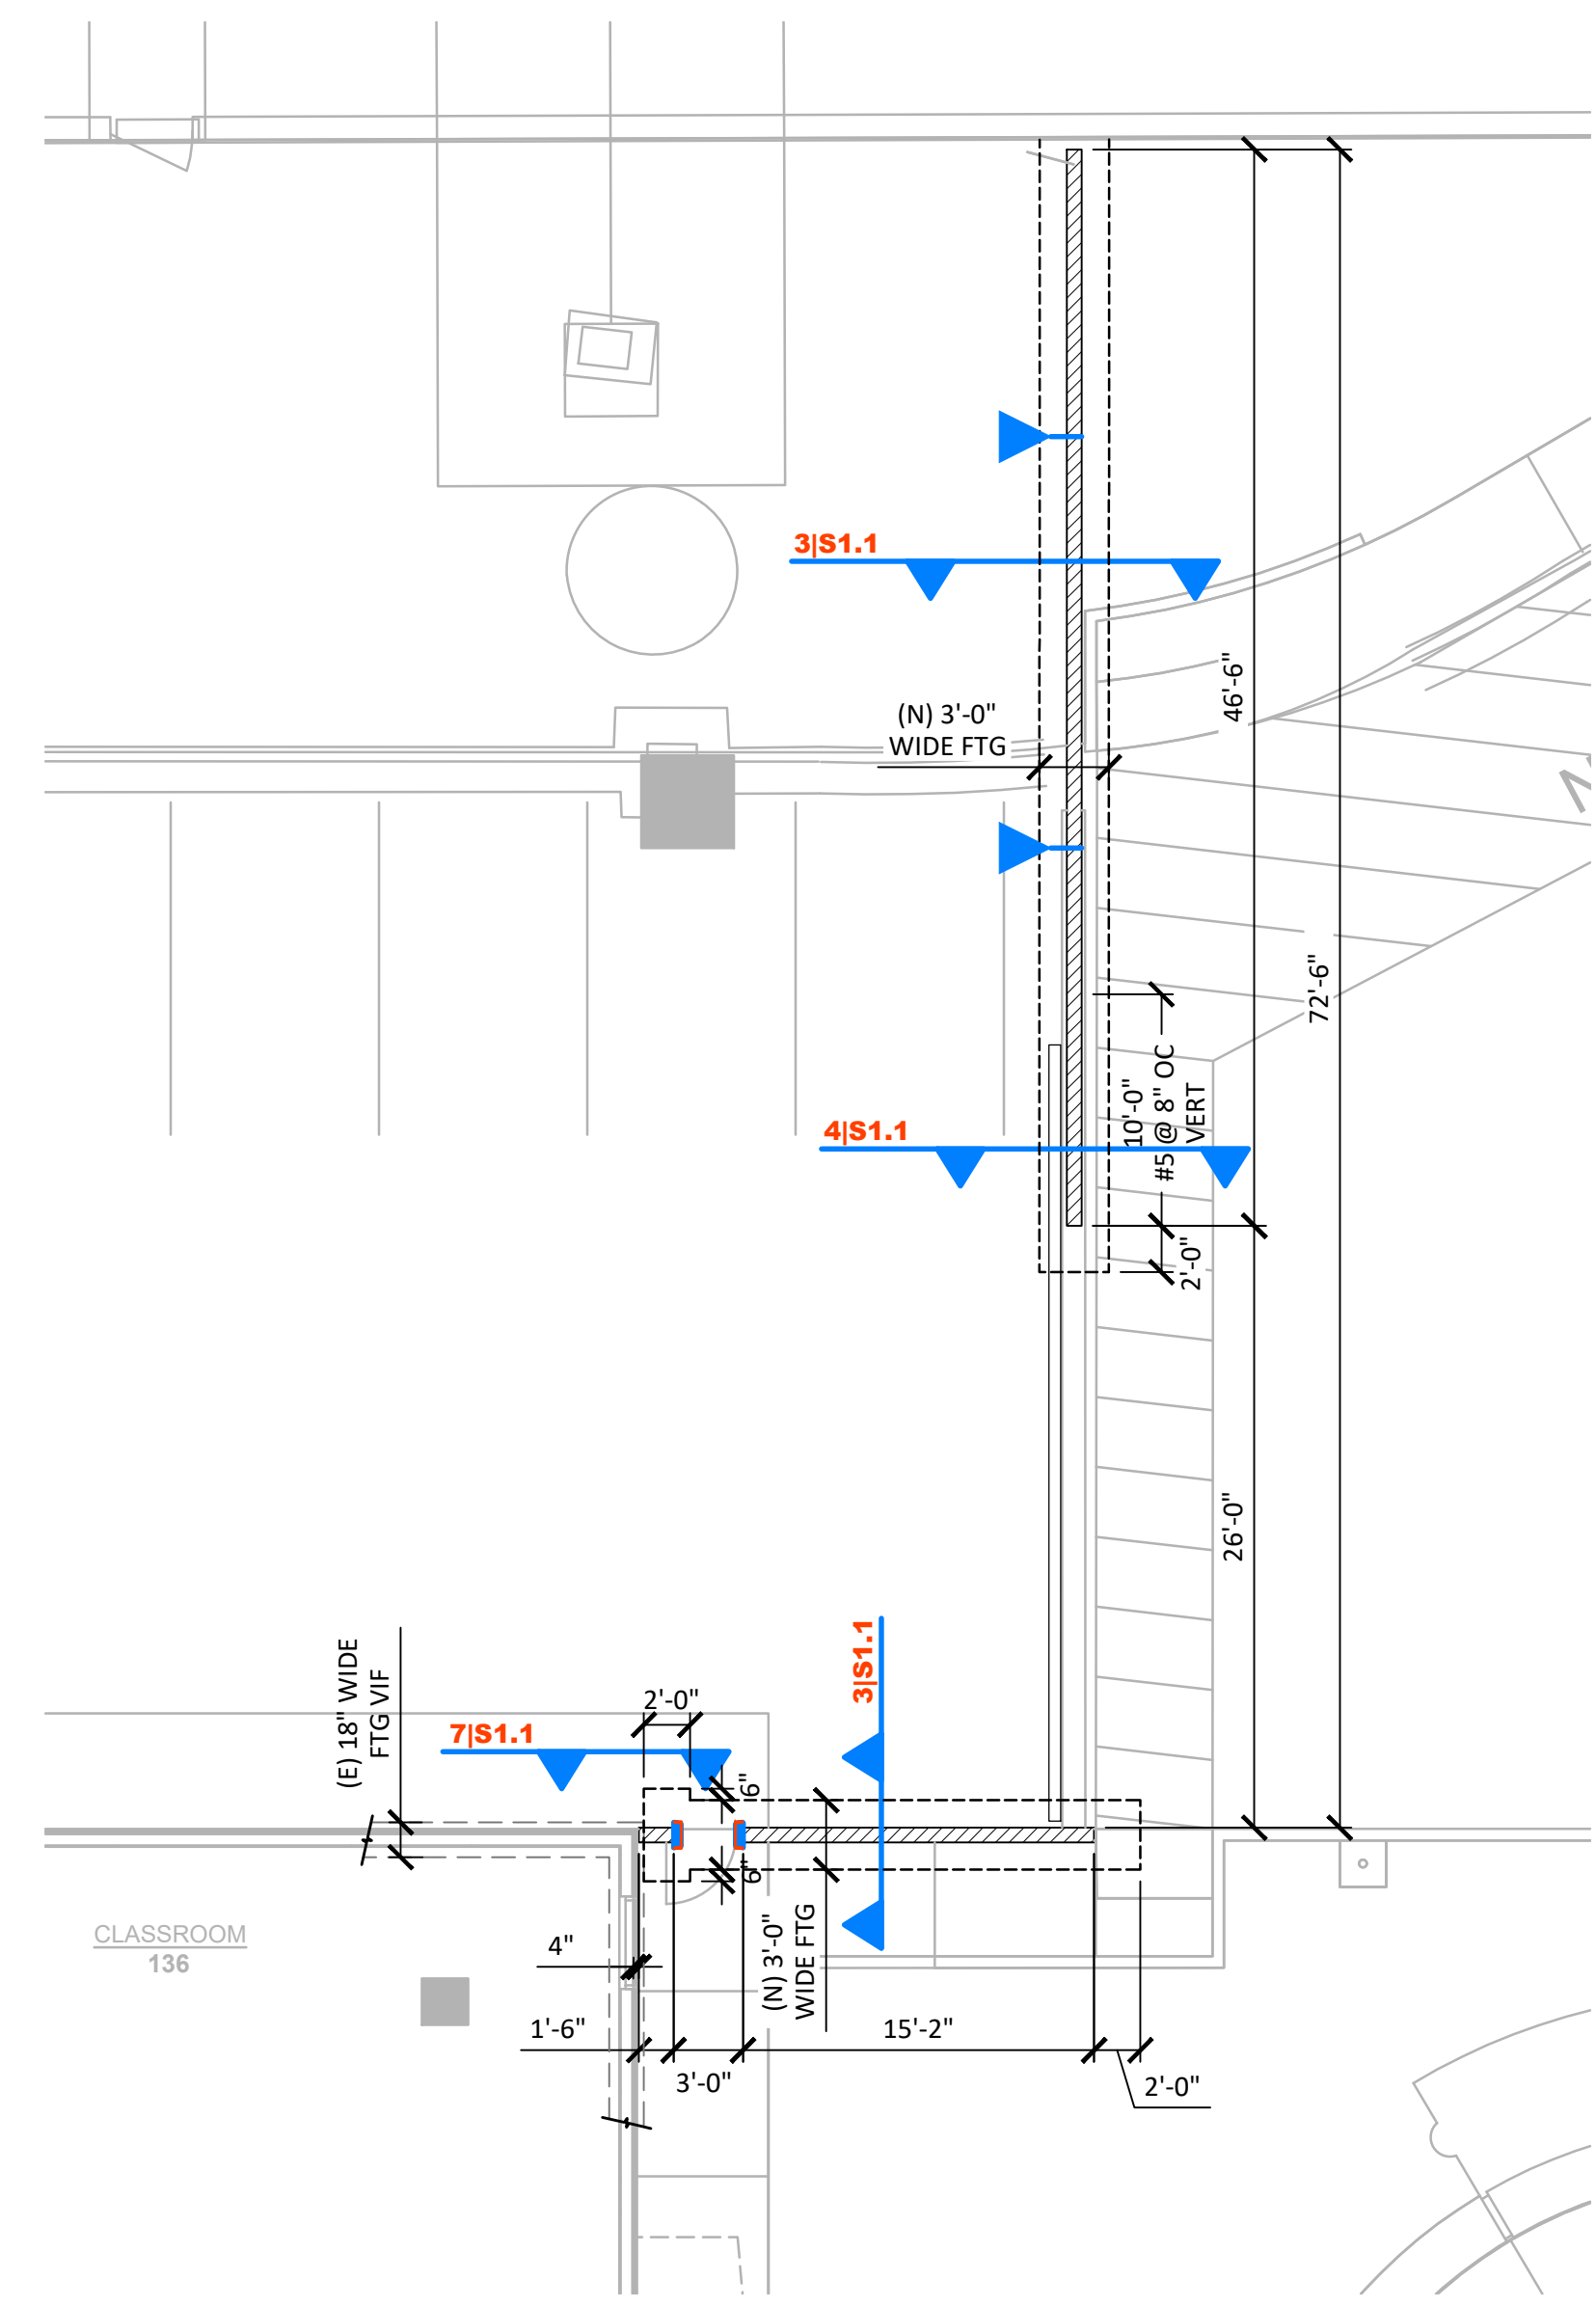 3|S1.1
46'-6"
(N) 3'-0"
WIDE FTG
72'-6"
10'-0"
#5 @ 8" OC
VERT
4|S1.1
2'-0"
26'-0"
3|S1.1
(E) 18" WIDE
FTG VIF
2'-0"
7|S1.1
6"
6"
(N) 3'-0"
WIDE FTG
CLASSROOM
136
4"
1'-6"
15'-2"
3'-0"
2'-0"